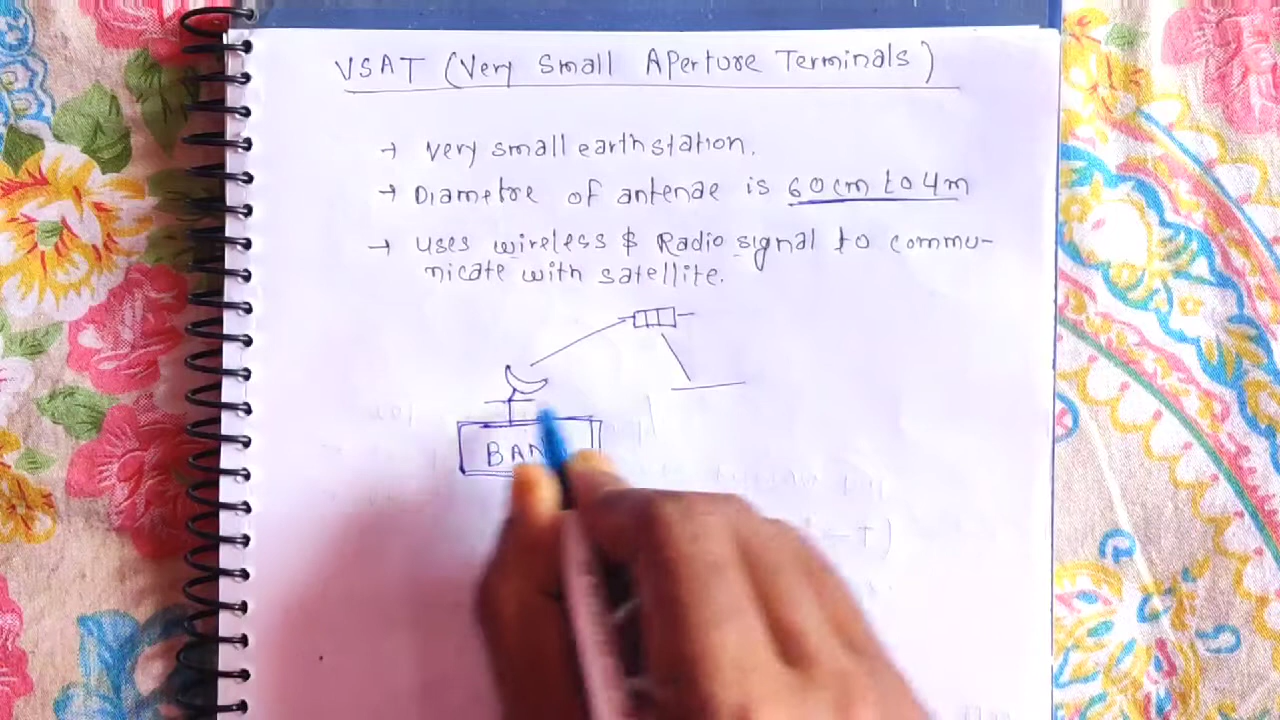 VSAT (Very Small Aperture Terminals)
→ Very small earth station.
→ Diametre of antenae is 60cm to 4m
→ uses wireless & Radio signal to commu-
nicate with satellite.
BAN